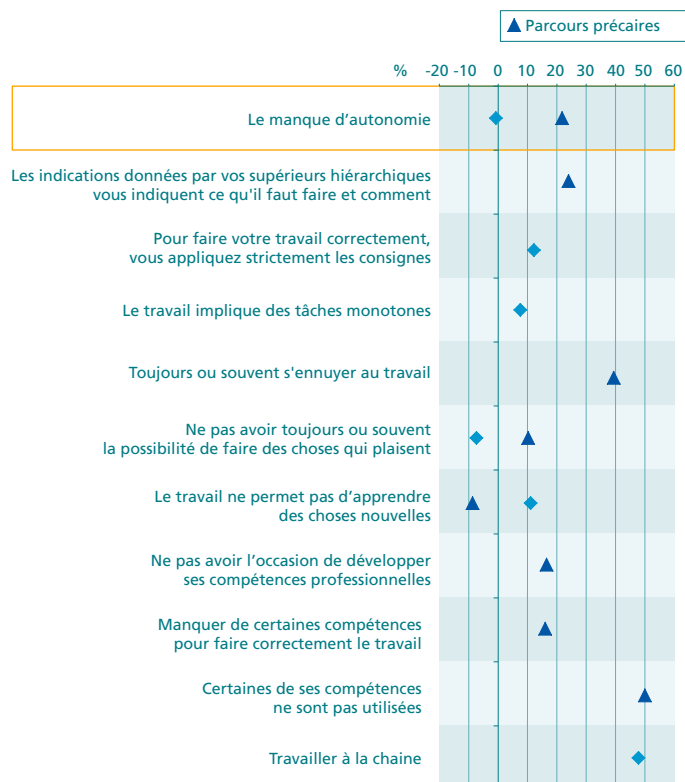 Parcours précaires
% -20 -10 0 10 20 30 40 50 60
Le manque d’autonomie
Les indications données par vos supérieurs hiérarchiques
vous indiquent ce qu'il faut faire et comment
Pour faire votre travail correctement,
vous appliquez strictement les consignes
Le travail implique des tâches monotones
Toujours ou souvent s'ennuyer au travail
Ne pas avoir toujours ou souvent
la possibilité de faire des choses qui plaisent
Le travail ne permet pas d’apprendre
des choses nouvelles
Ne pas avoir l’occasion de développer
ses compétences professionnelles
Manquer de certaines compétences
pour faire correctement le travail
Certaines de ses compétences
ne sont pas utilisées
Travailler à la chaine